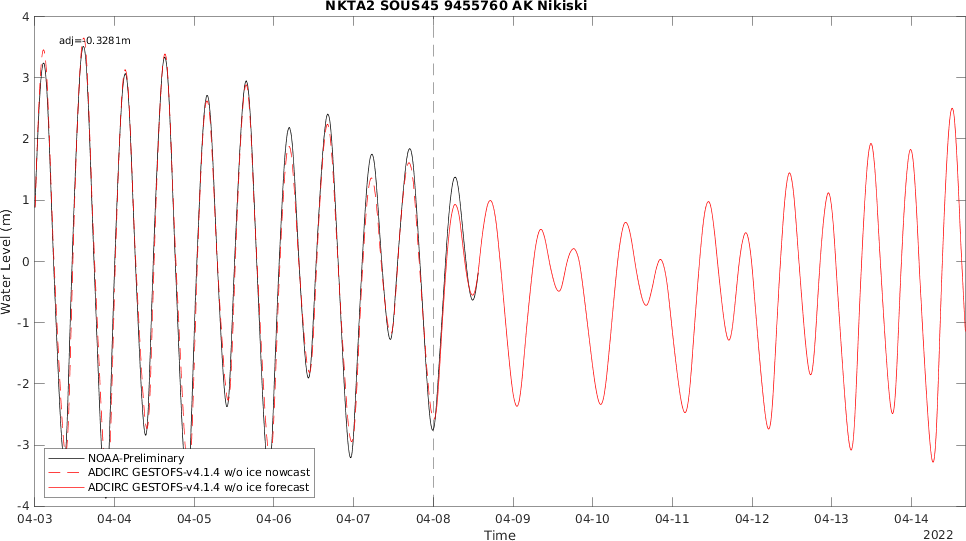 NKTA2 SOUS45 9455760 AK Nikiski
adj=-0.3281m
4
3
2
1
0
-1
-2
-3
-4
Water Level (m)
NOAA-Preliminary
ADCIRC GESTOFS-v4.1.4 w/o ice nowcast
ADCIRC GESTOFS-v4.1.4 w/o ice forecast
04-03 04-04 04-05 04-06 04-07 04-08 04-09 04-10 04-11 04-12 04-13 04-14
Time
2022